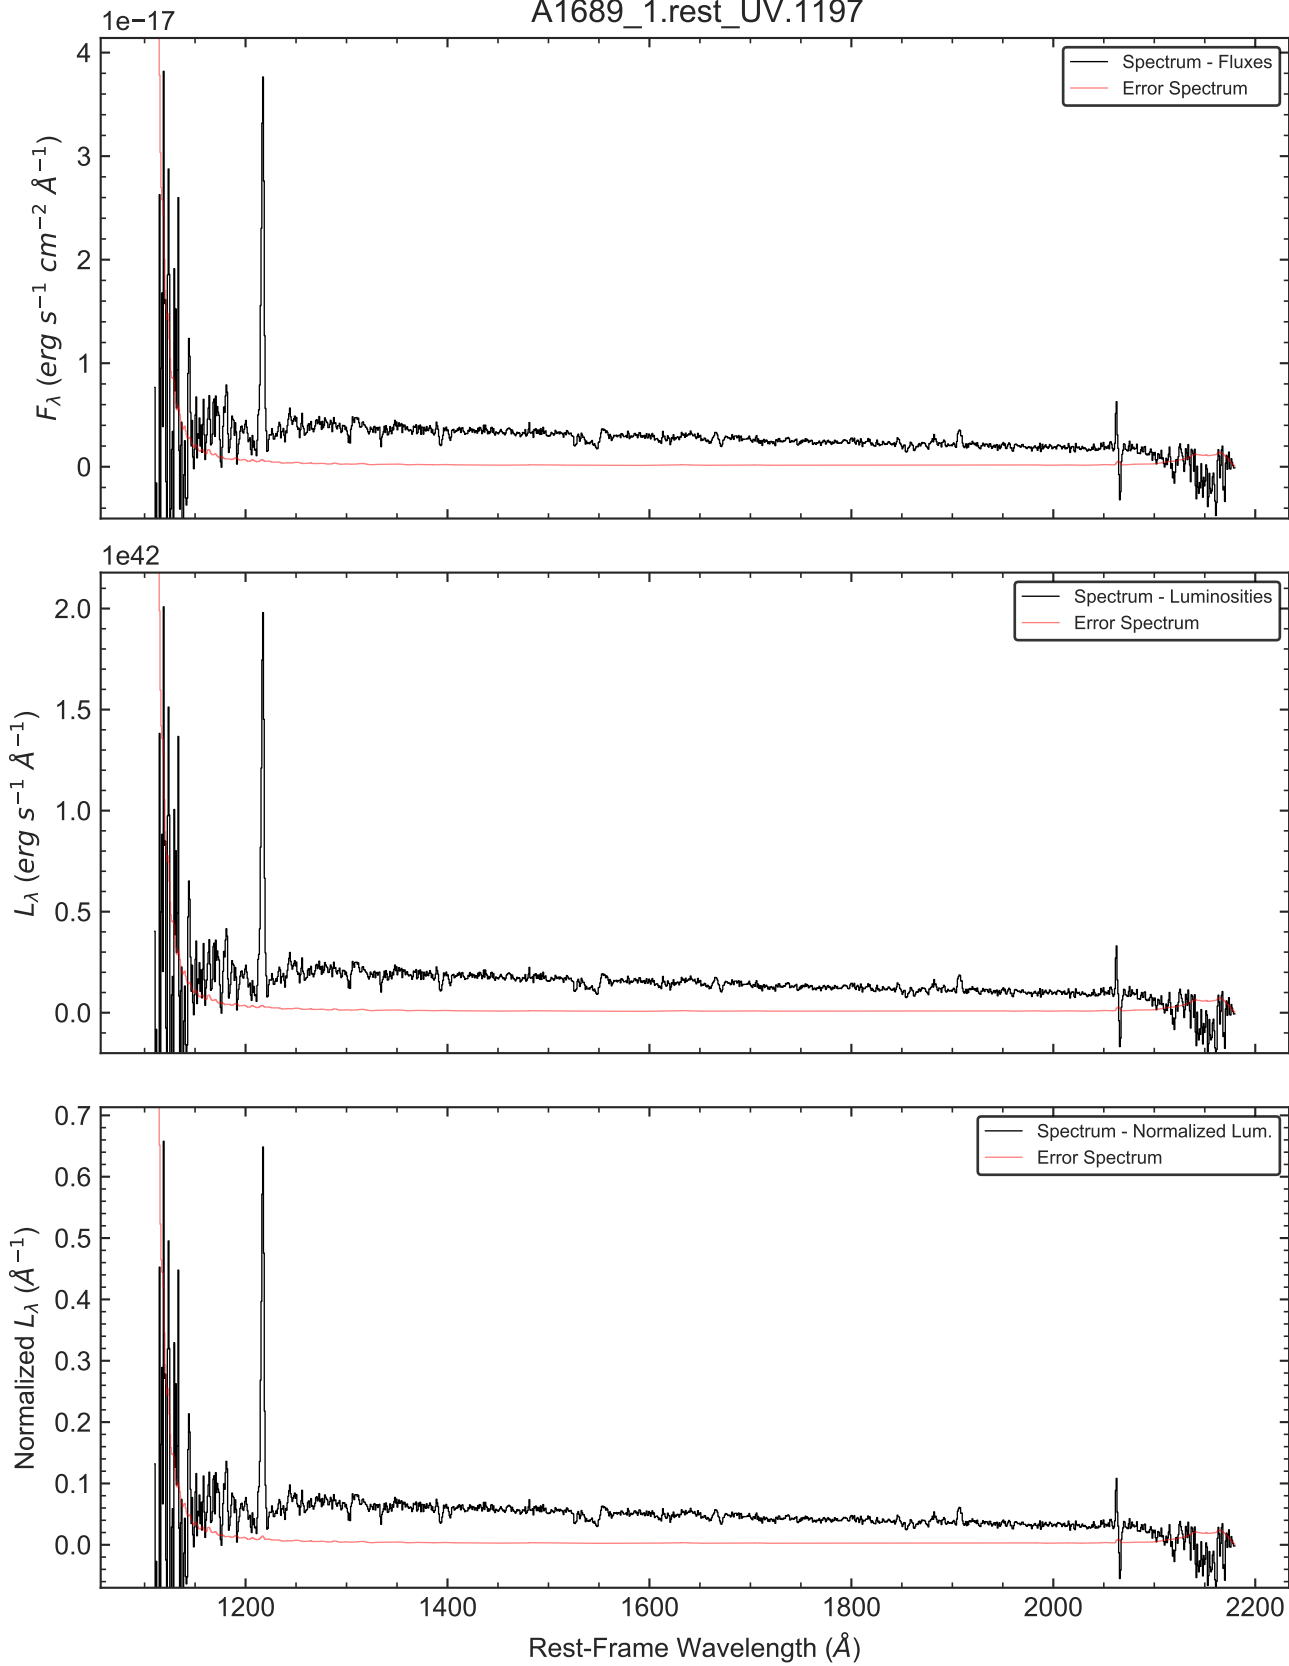 A1689_1.rest_UV.1197
1e−17
4
3
2
1
0
Fλ (erg s−1 cm−2 Å−1)
Spectrum - Fluxes
Error Spectrum
1e42
2.0
1.5
1.0
0.5
0.0
Lλ (erg s−1 Å−1)
Spectrum - Luminosities
Error Spectrum
0.7
0.6
0.5
0.4
0.3
0.2
0.1
0.0
Normalized Lλ (Å−1)
Spectrum - Normalized Lum.
Error Spectrum
1200 1400 1600 1800 2000 2200
Rest-Frame Wavelength (Å)